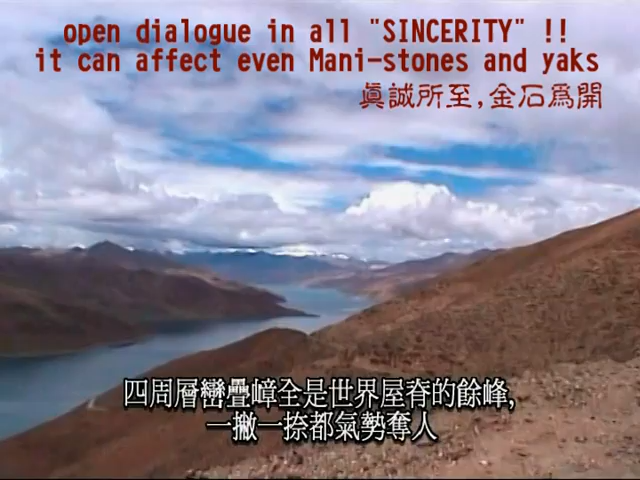 open dialogue in all "SINCERITY" !!
it can affect even Mani-stones and yaks
眞誠所至,金石爲開
四周層巒疊嶂全是世界屋脊的餘峰,
一撇一捺都氣勢奪人